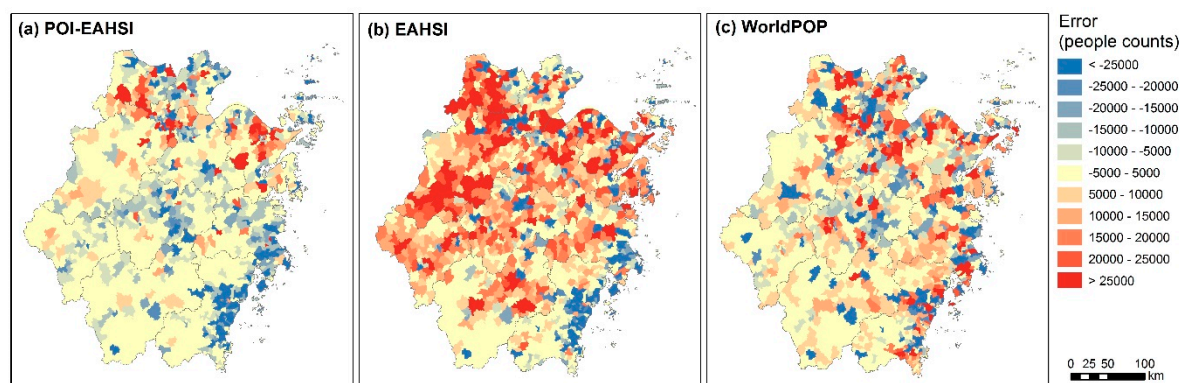 (a) POI-EAHSI
(b) EAHSI
(c) WorldPOP
Error
(people counts)
< -25000
-25000 - -20000
-20000 - -15000
-15000 - -10000
-10000 - -5000
-5000 - 5000
5000 - 10000
10000 - 15000
15000 - 20000
20000 - 25000
> 25000
0 25 50 100
km